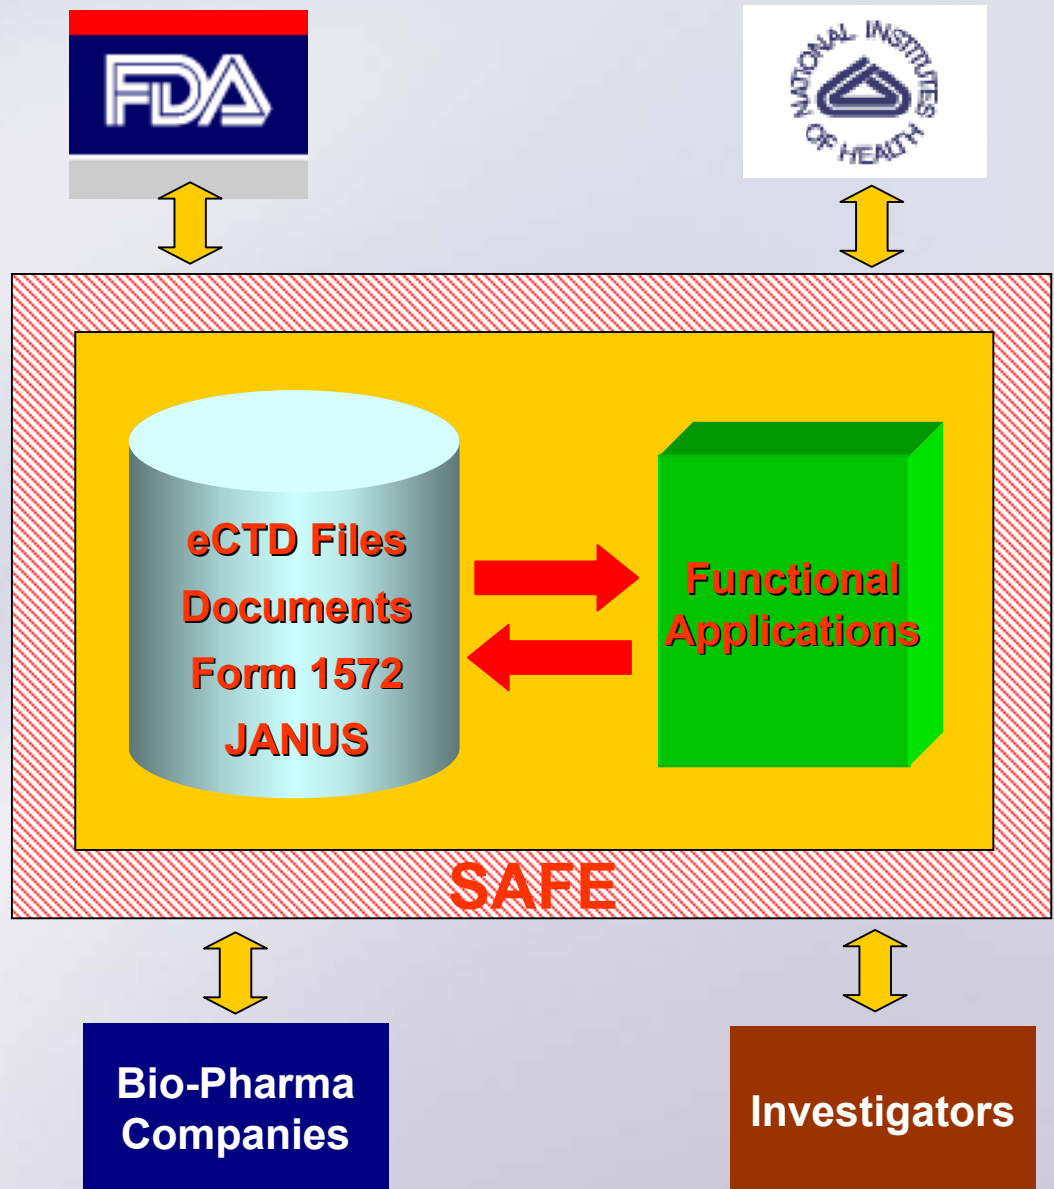 FDA
NATIONAL INSTITUTES
OF HEALTH
eCTD Files
Documents
Form 1572
JANUS
Functional
Applications
SAFE
Bio-Pharma
Companies
Investigators